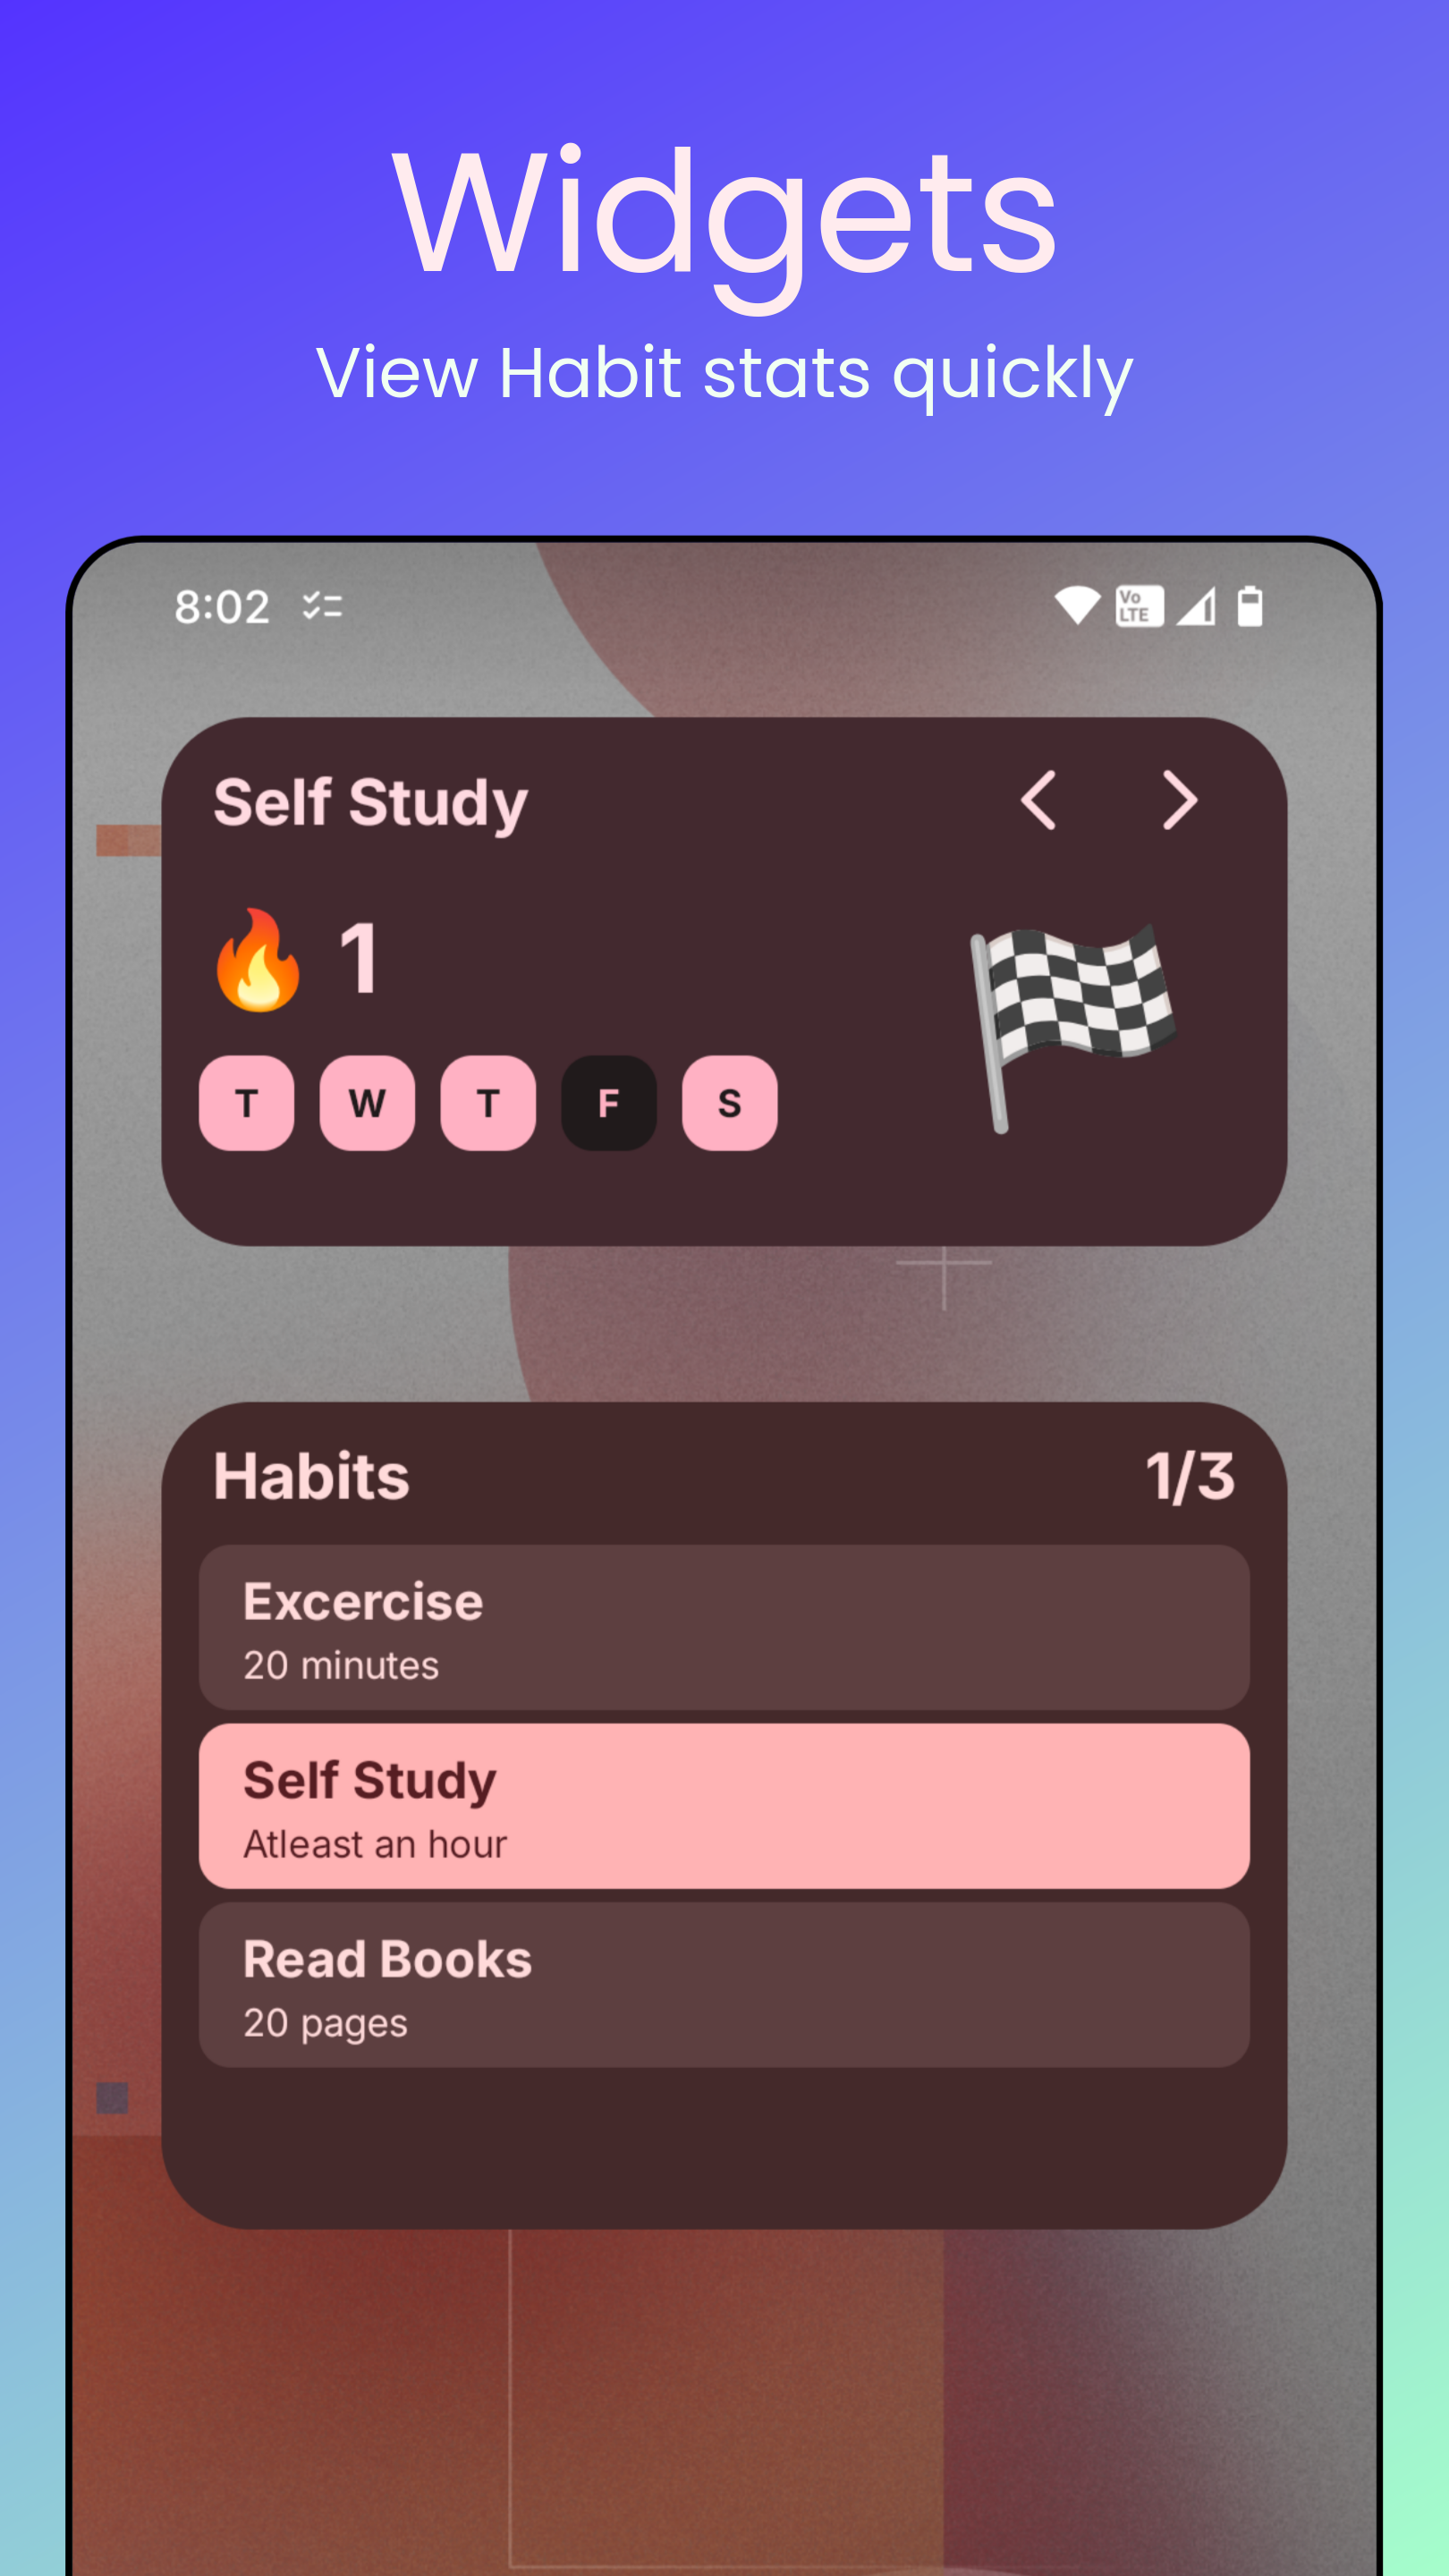 Widgets
View Habit stats quickly
8:02
Vo
LTE
Self Study
1
T W T F S
Habits 1/3
Excercise
20 minutes
Self Study
Atleast an hour
Read Books
20 pages